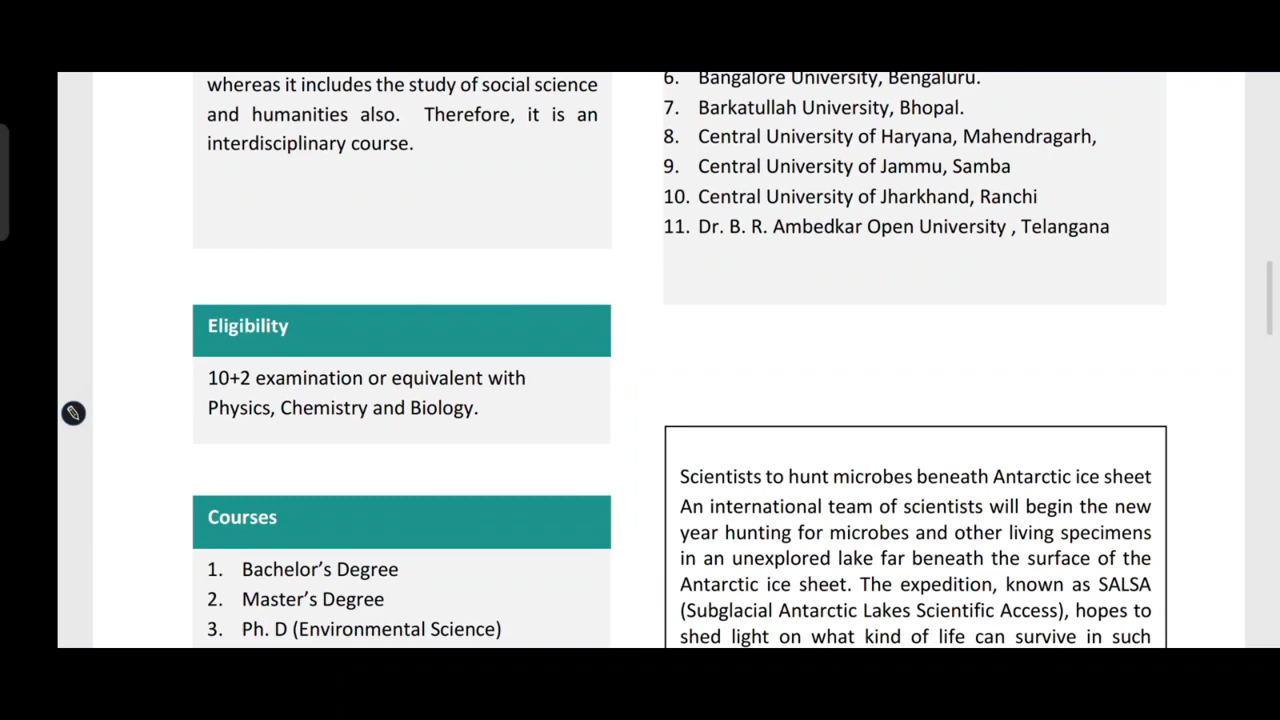 whereas it includes the study of social science
and humanities also. Therefore, it is an
interdisciplinary course.
Eligibility
10+2 examination or equivalent with
Physics, Chemistry and Biology.
Courses
1. Bachelor’s Degree
2. Master’s Degree
3. Ph. D (Environmental Science)
6. Bangalore University, Bengaluru.
7. Barkatullah University, Bhopal.
8. Central University of Haryana, Mahendragarh,
9. Central University of Jammu, Samba
10. Central University of Jharkhand, Ranchi
11. Dr. B. R. Ambedkar Open University , Telangana
Scientists to hunt microbes beneath Antarctic ice sheet
An international team of scientists will begin the new
year hunting for microbes and other living specimens
in an unexplored lake far beneath the surface of the
Antarctic ice sheet. The expedition, known as SALSA
(Subglacial Antarctic Lakes Scientific Access), hopes to
shed light on what kind of life can survive in such